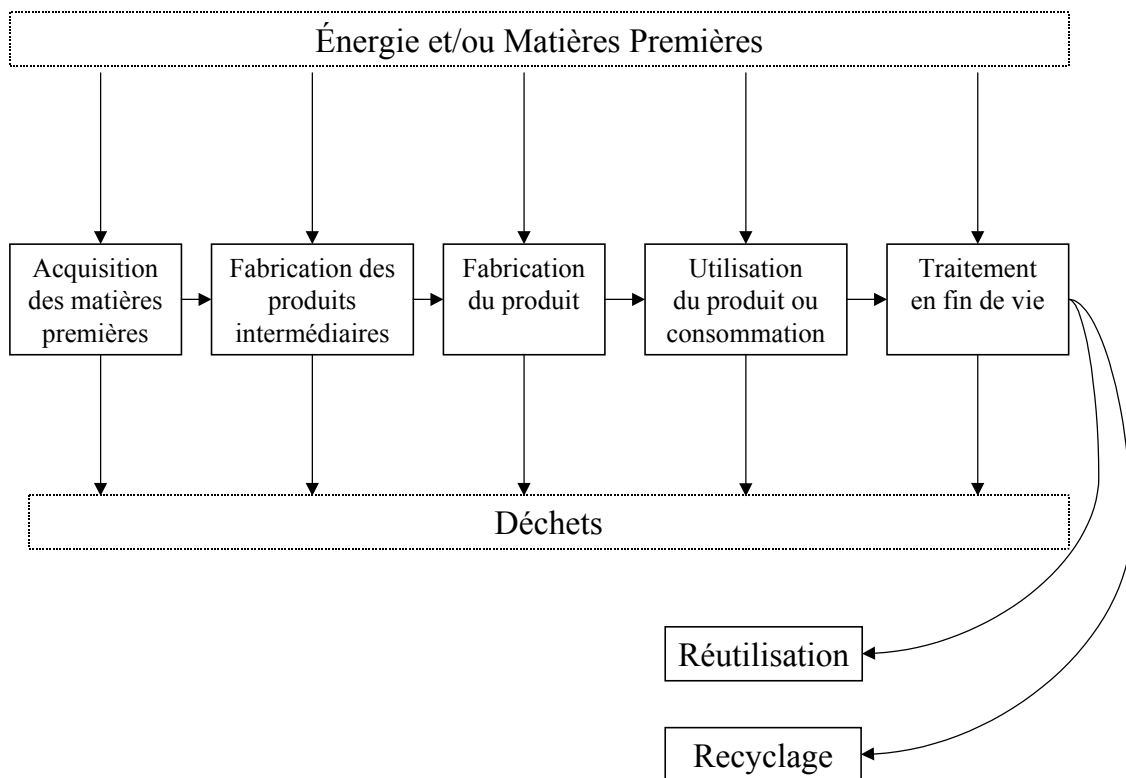 Énergie et/ou Matières Premières
Acquisition
des matières
premières
Fabrication des
produits
intermédiaires
Fabrication
du produit
Utilisation
du produit ou
consommation
Traitement
en fin de vie
Déchets
Réutilisation
Recyclage